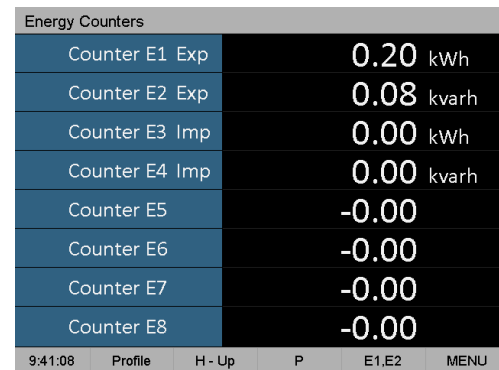 Energy Counters
Counter E1 Exp 0.20 kWh
Counter E2 Exp 0.08 kvarh
Counter E3 Imp 0.00 kWh
Counter E4 Imp 0.00 kvarh
Counter E5 -0.00
Counter E6 -0.00
Counter E7 -0.00
Counter E8 -0.00
9:41:08 Profile H - Up P E1,E2 MENU